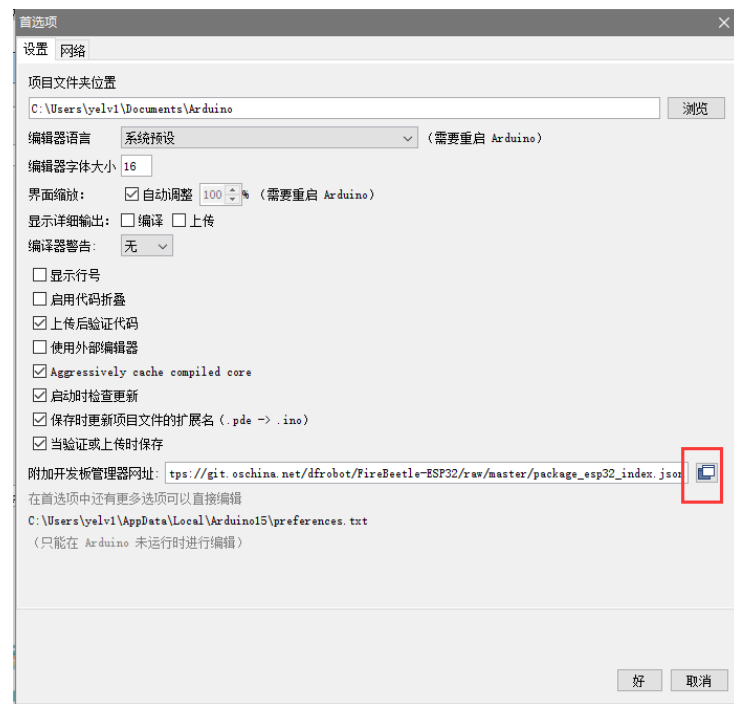 首选项
设置 网络
项目文件夹位置
C:\Users\yelv1\Documents\Arduino 浏览
编辑器语言 系统预设 (需要重启 Arduino)
编辑器字体大小 16
界面缩放: 自动调整 100 % (需要重启 Arduino)
显示详细输出: 编译 上传
编译器警告: 无
显示行号
启用代码折叠
上传后验证代码
使用外部编辑器
Aggressively cache compiled core
启动时检查更新
保存时更新项目文件的扩展名 (.pde -> .ino)
当验证或上传时保存
附加开发板管理器网址: tps://git.oschina.net/dfrobot/FireBeetle-ESP32/raw/master/package_esp32_index.json
在首选项中还有更多选项可以直接编辑
C:\Users\yelv1\AppData\Local\Arduino15\preferences.txt
(只能在 Arduino 未运行时进行编辑)
好 取消